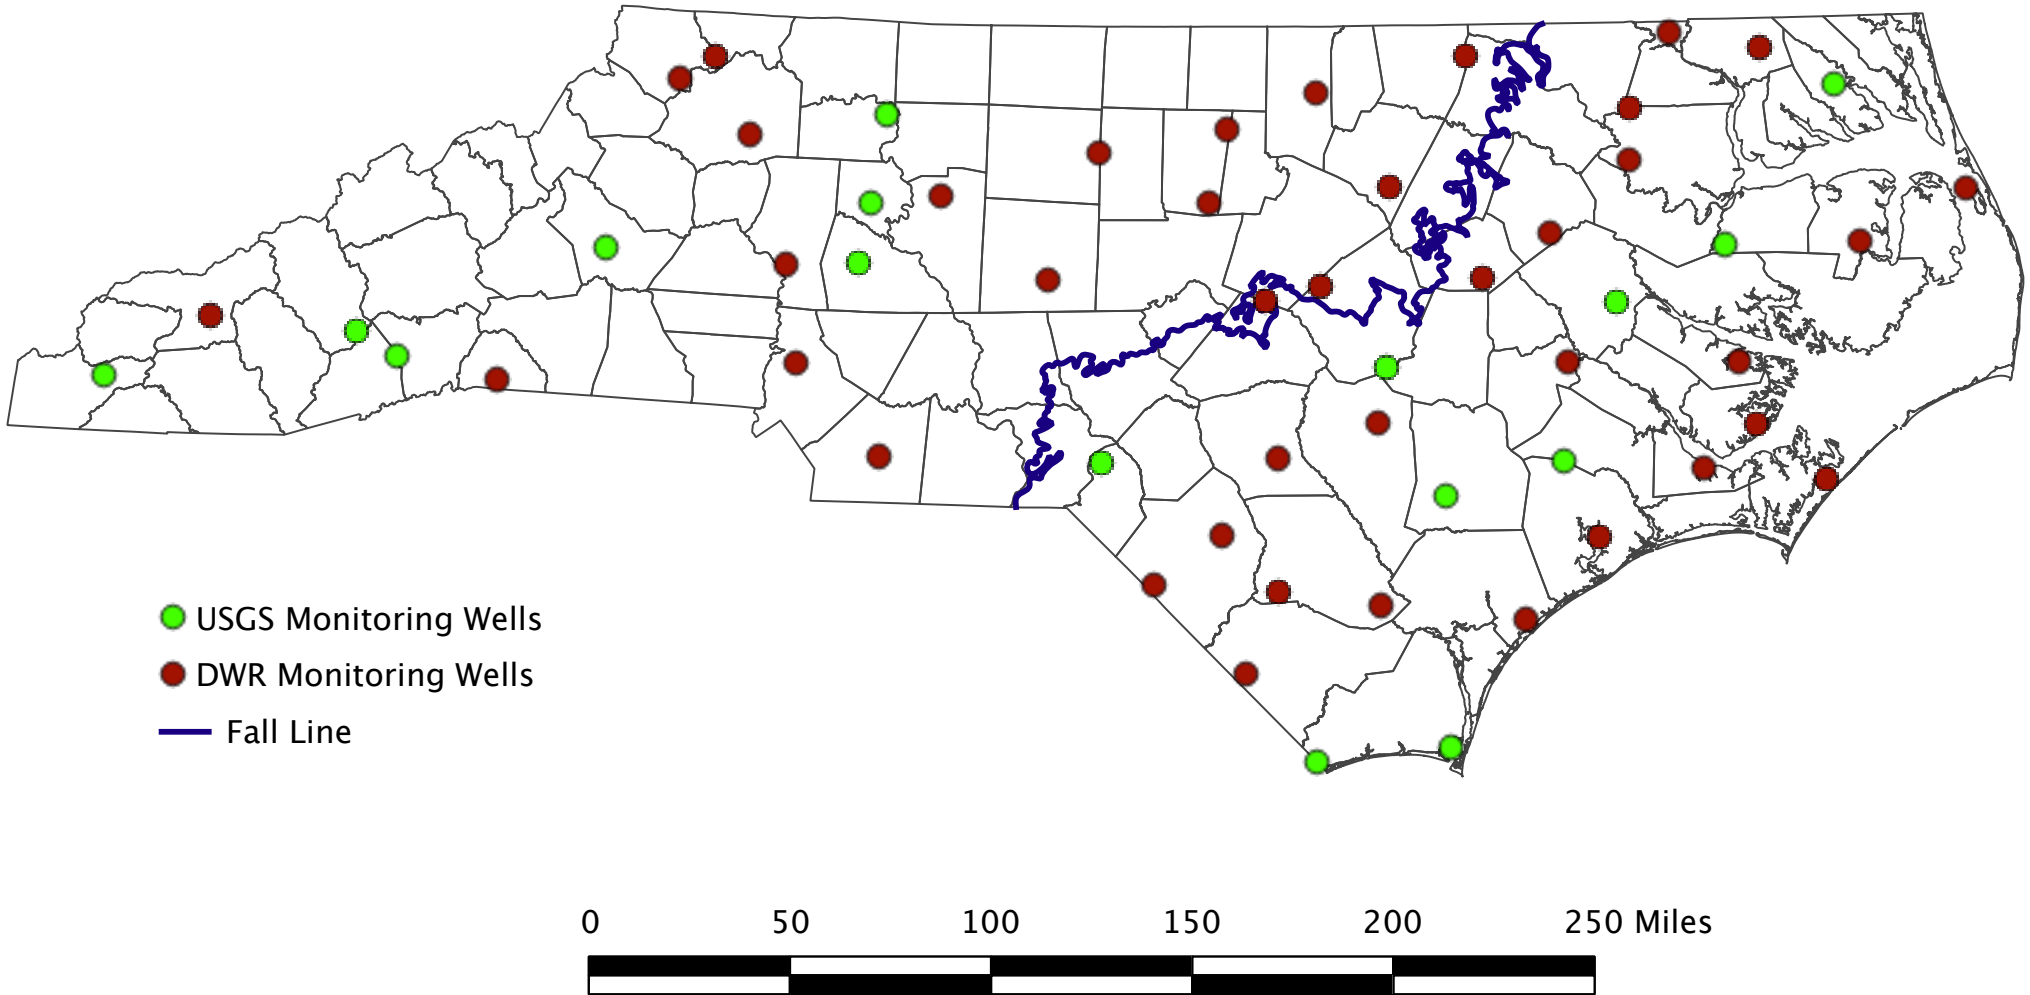 USGS Monitoring Wells
DWR Monitoring Wells
Fall Line
0 50 100 150 200 250 Miles